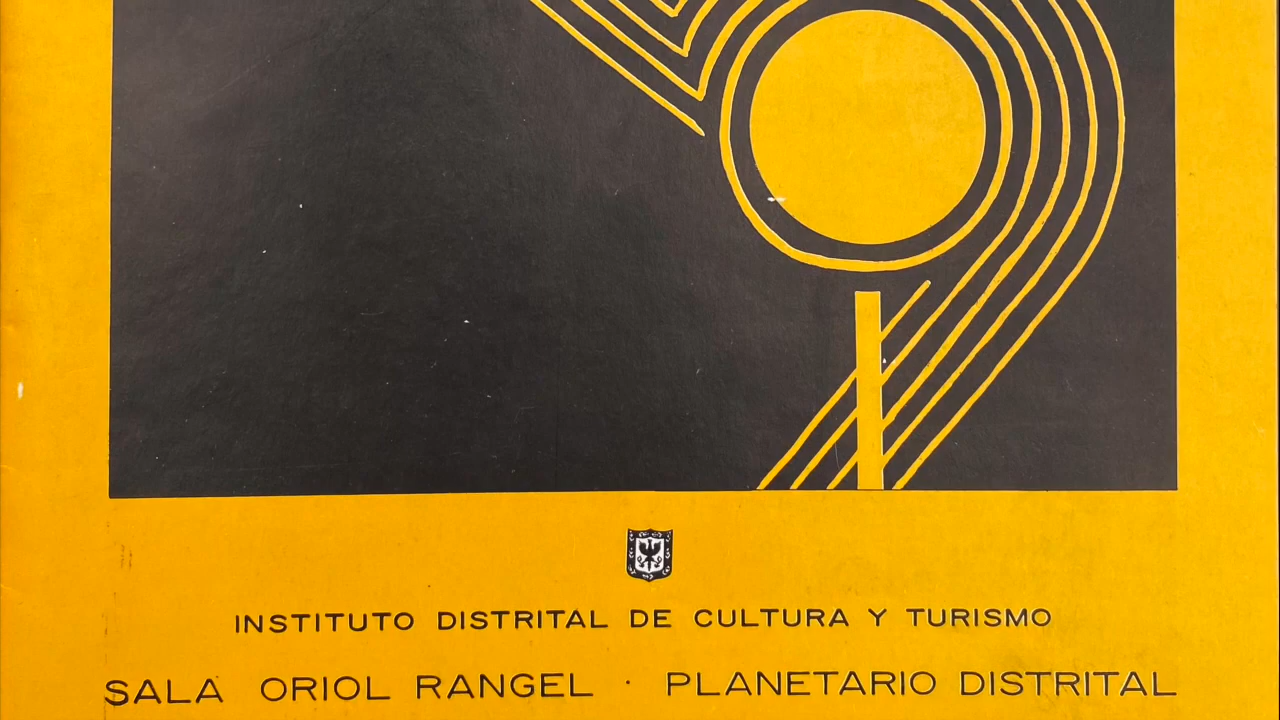 INSTITUTO DISTRITAL DE CULTURA Y TURISMO
SALA ORIOL RANGEL · PLANETARIO DISTRITAL